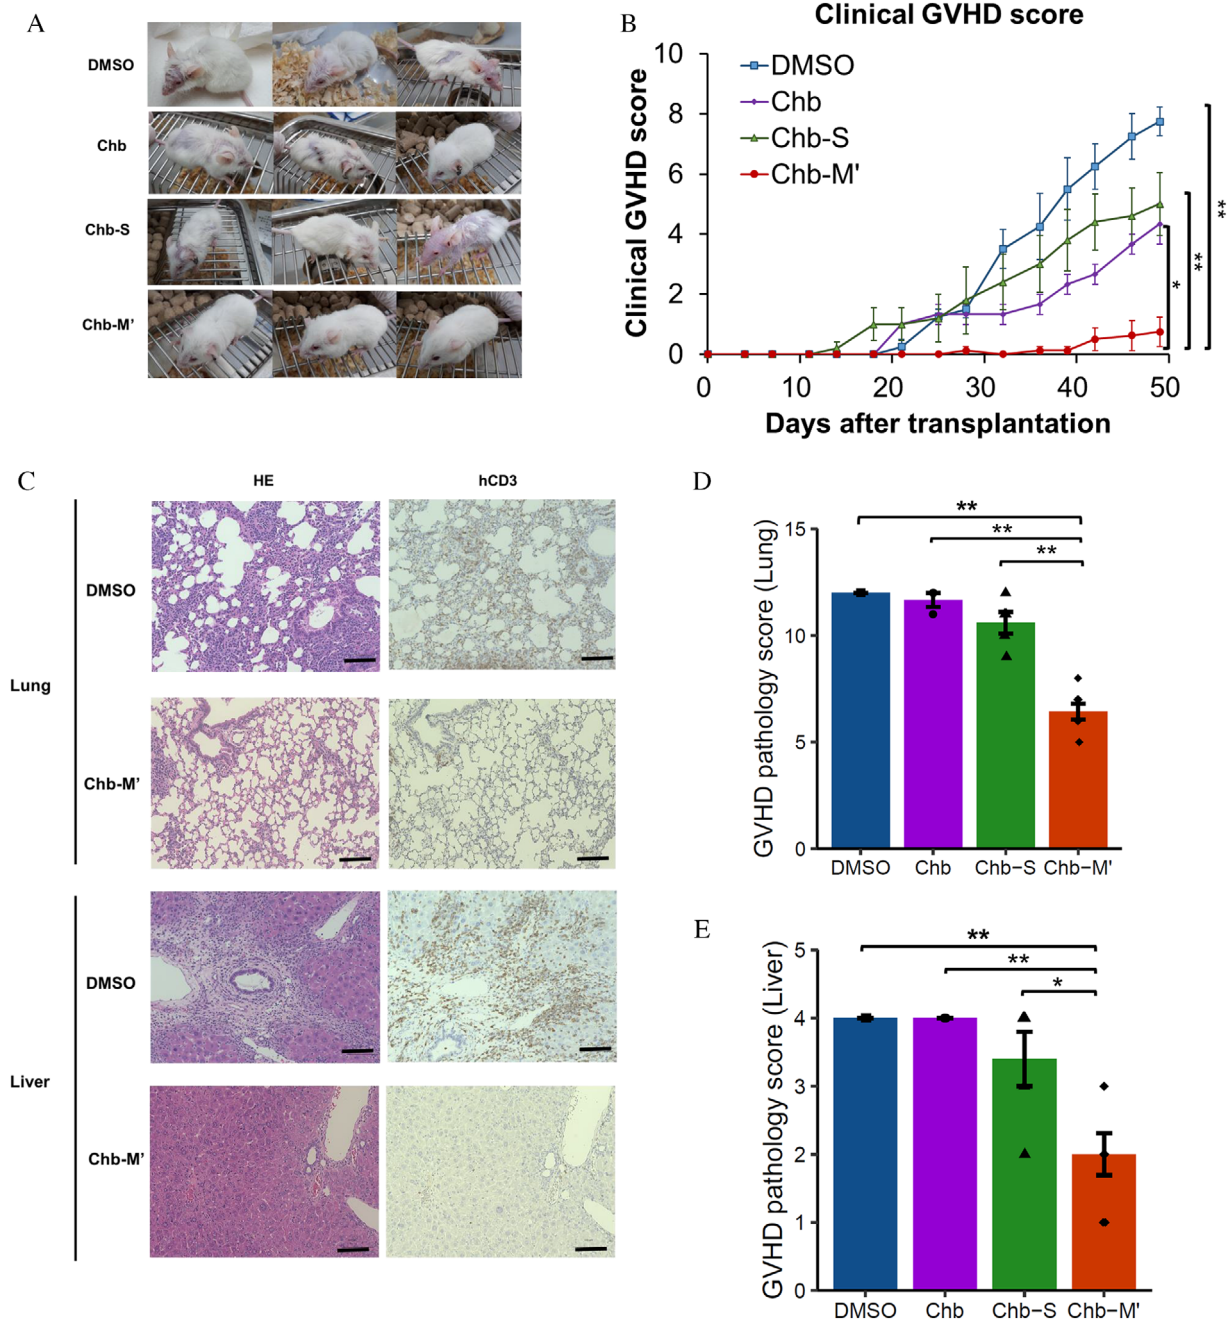 A
DMSO
Chb
Chb-S
Chb-M’
B
Clinical GVHD score
Clinical GVHD score
10
8
6
4
2
0
DMSO
Chb
Chb-S
Chb-M'
0 10 20 30 40 50
Days after transplantation
*
**
**
C
HE hCD3
Lung
DMSO
Chb-M’
Liver
DMSO
Chb-M’
D
GVHD pathology score (Lung)
15
10
5
0
**
**
**
DMSO Chb Chb−S Chb−M'
E
GVHD pathology score (Liver)
5
4
3
2
1
0
**
**
*
DMSO Chb Chb−S Chb−M'